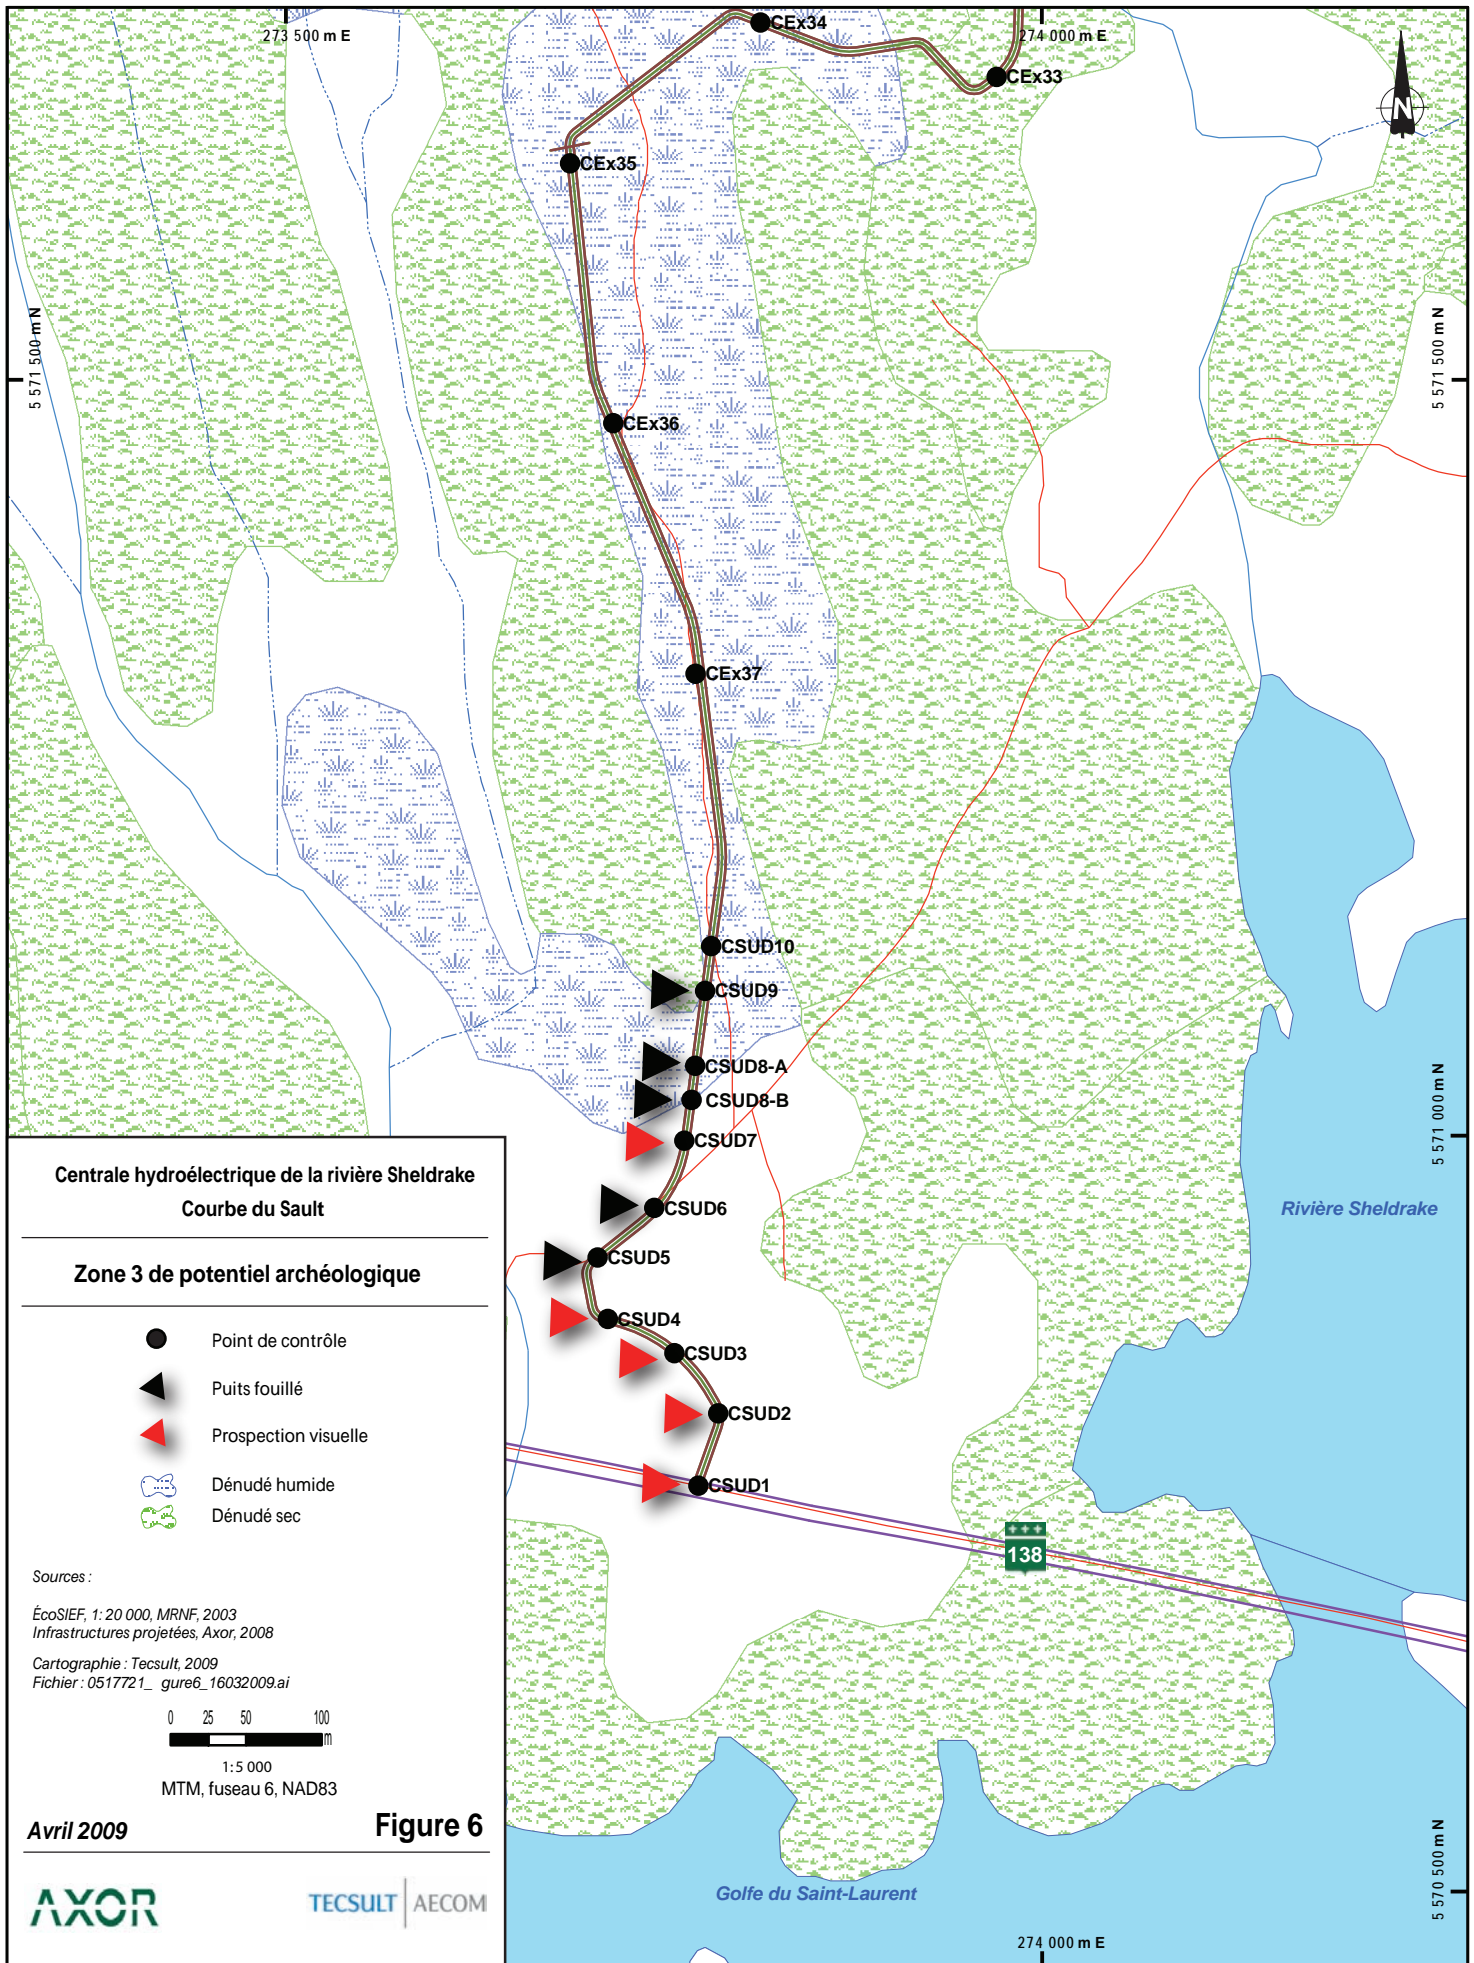 273 500 m E
CEx34
274 000 m E
CEx33
N
CEx35
5 571 500 m N
5 571 500 m N
CEx36
CEx37
CSUD10
CSUD9
CSUD8-A
CSUD8-B
CSUD7
5 571 000 m N
CSUD6
Rivière Sheldrake
CSUD5
CSUD4
CSUD3
CSUD2
CSUD1
138
Centrale hydroélectrique de la rivière Sheldrake
Courbe du Sault
Zone 3 de potentiel archéologique
Point de contrôle
Puits fouillé
Prospection visuelle
Dénudé humide
Dénudé sec
Sources :
ÉcoSIEF, 1: 20 000, MRNF, 2003
Infrastructures projetées, Axor, 2008
Cartographie : Tecsult, 2009
Fichier : 0517721_ gure6_16032009.ai
0 25 50 100
m
1:5 000
MTM, fuseau 6, NAD83
Avril 2009 Figure 6
AXOR TECSULT AECOM
Golfe du Saint-Laurent
5 570 500 m N
274 000 m E